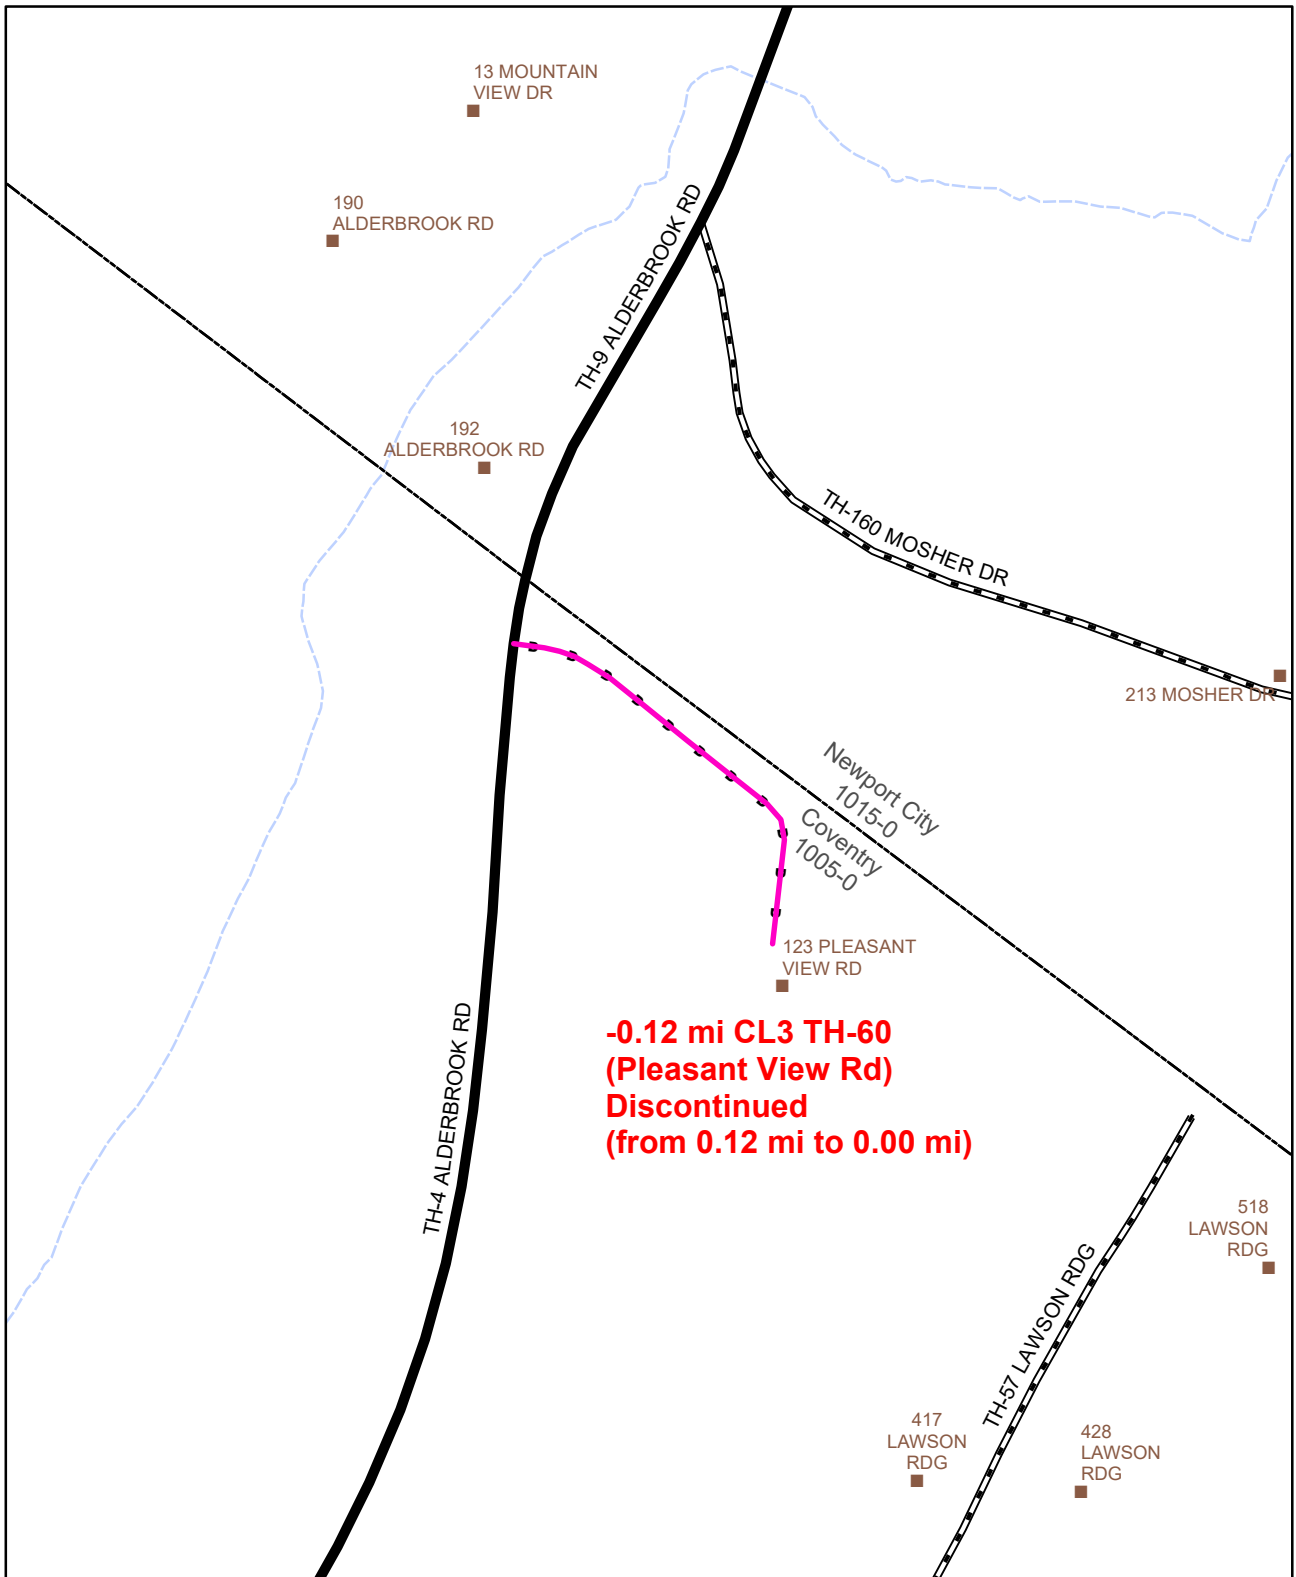 13 MOUNTAIN
VIEW DR
190
ALDERBROOK RD
TH-9 ALDERBROOK RD
192
ALDERBROOK RD
TH-160 MOSHER DR
213 MOSHER DR
Newport City
1015-0
Coventry
1005-0
123 PLEASANT
VIEW RD
-0.12 mi CL3 TH-60
(Pleasant View Rd)
Discontinued
(from 0.12 mi to 0.00 mi)
TH-4 ALDERBROOK RD
518
LAWSON
RDG
TH-57 LAWSON RDG
417
LAWSON
RDG
428
LAWSON
RDG